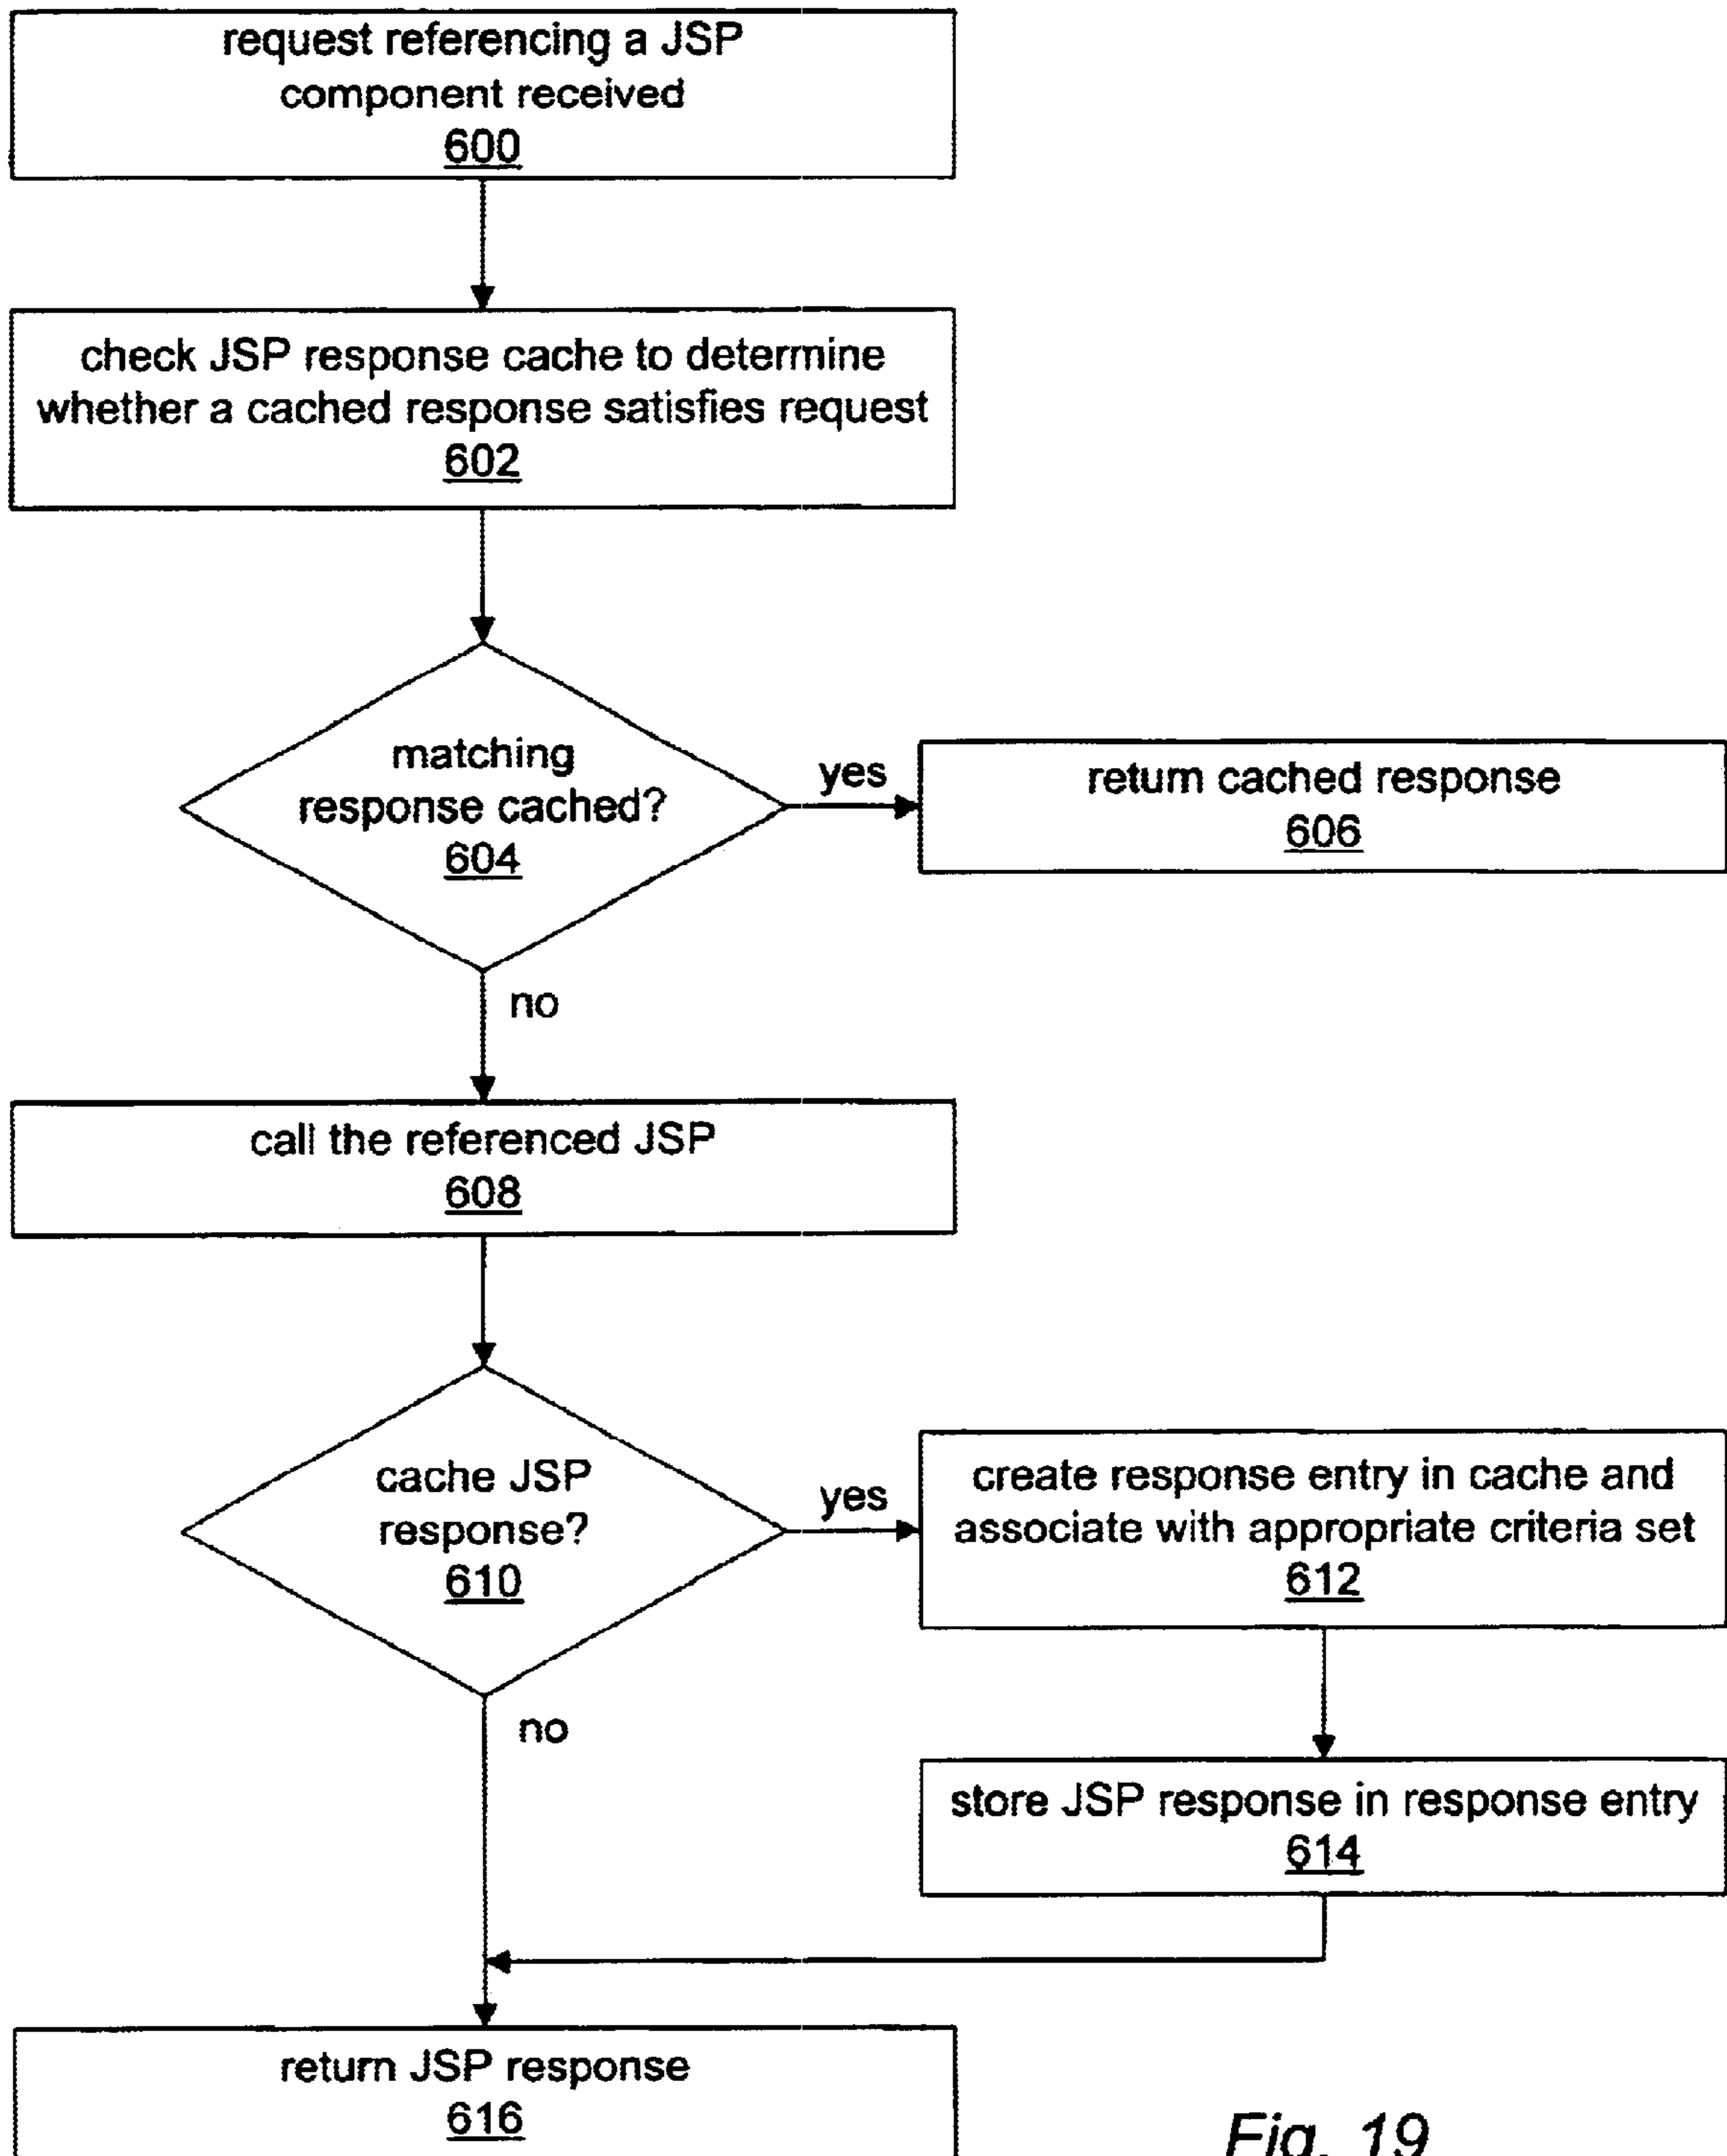 request referencing a JSP
component received
600
check JSP response cache to determine
whether a cached response satisfies request
602
matching
response cached?
604
yes
return cached response
606
no
call the referenced JSP
608
cache JSP
response?
610
yes
create response entry in cache and
associate with appropriate criteria set
612
no
store JSP response in response entry
614
return JSP response
616
Fig. 19